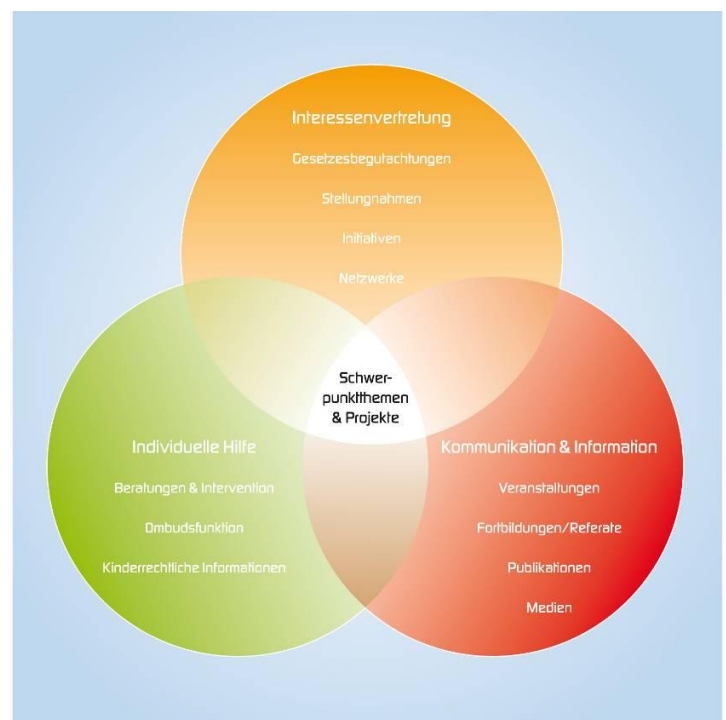 Interessenvertretung
Gesetzesbegutachtungen
Stellungnahmen
Initiativen
Netzwerke
Schwer-
punktthemen
& Projekte
Individuelle Hilfe
Beratungen & Intervention
Ombudsfunktion
Kinderrechtliche Informationen
Kommunikation & Information
Veranstaltungen
Fortbildungen/Referate
Publikationen
Medien